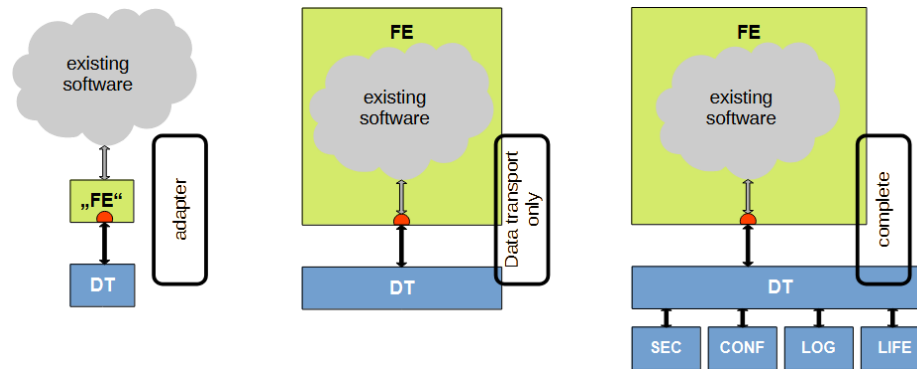 existing
software
„FE“
DT
adapter
FE
existing
software
DT
Data transport
only
FE
existing
software
DT
complete
SEC
CONF
LOG
LIFE